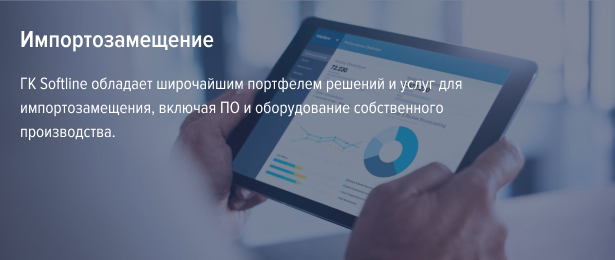 Импортозамещение
ГК Softline обладает широчайшим портфелем решений и услуг для
импортозамещения, включая ПО и оборудование собственного
производства.